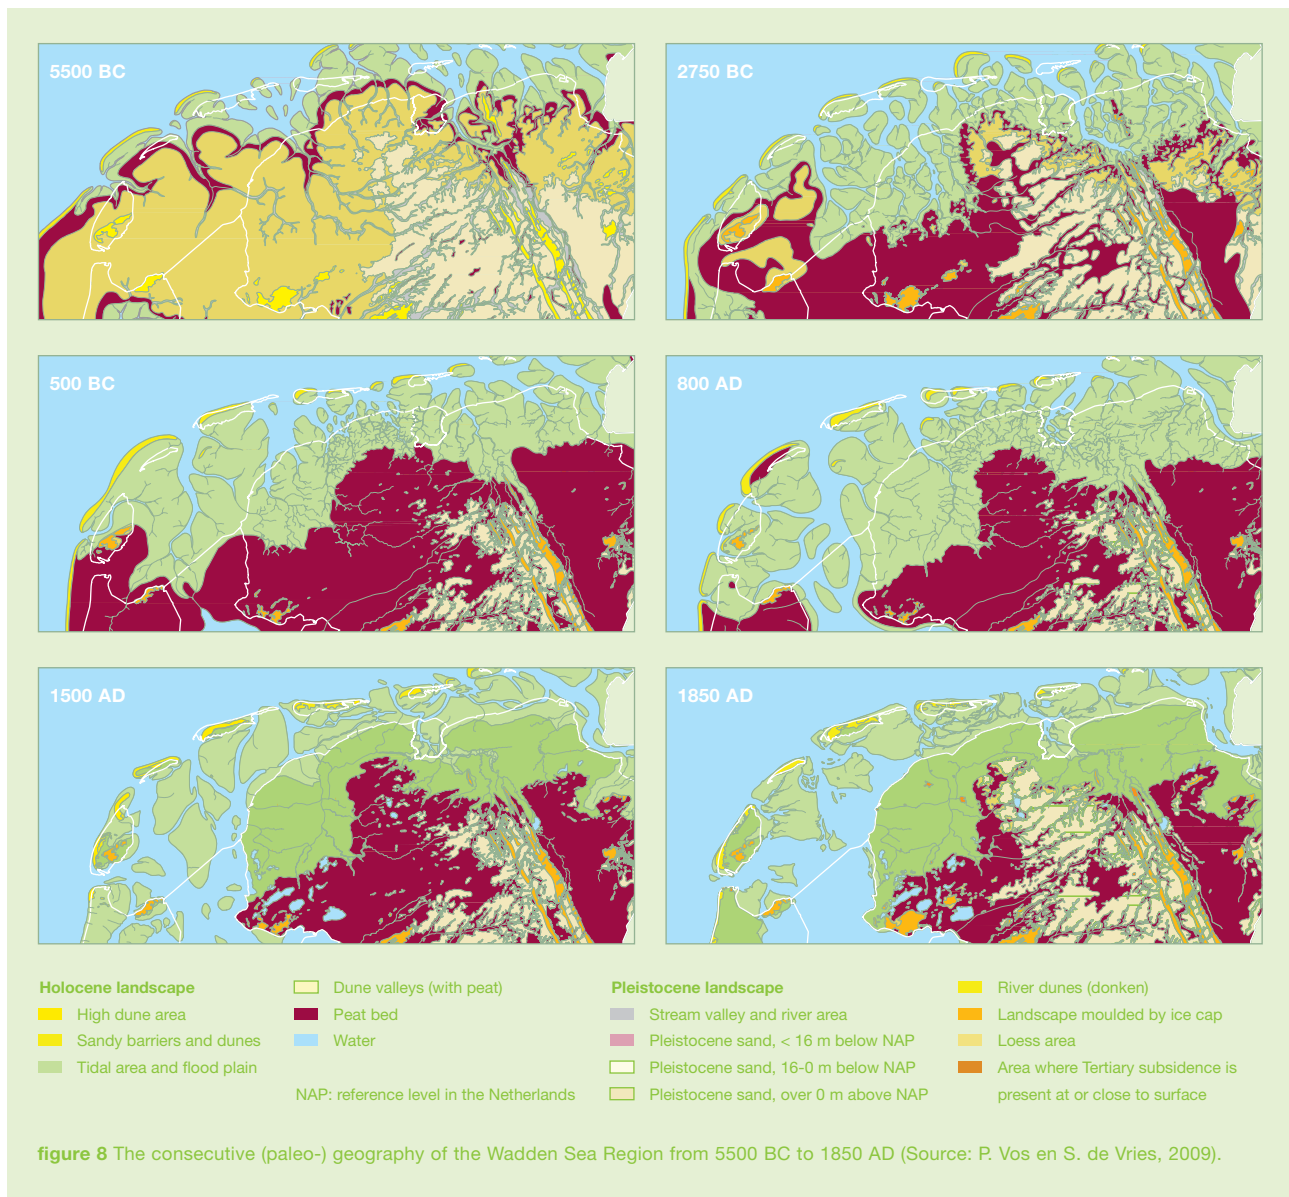 5500 BC
2750 BC
500 BC
800 AD
1500 AD
1850 AD
Holocene landscape
High dune area
Sandy barriers and dunes
Tidal area and flood plain
Dune valleys (with peat)
Peat bed
Water
NAP: reference level in the Netherlands
Pleistocene landscape
Stream valley and river area
Pleistocene sand, < 16 m below NAP
Pleistocene sand, 16-0 m below NAP
Pleistocene sand, over 0 m above NAP
River dunes (donken)
Landscape moulded by ice cap
Loess area
Area where Tertiary subsidence is
present at or close to surface
figure 8 The consecutive (paleo-) geography of the Wadden Sea Region from 5500 BC to 1850 AD (Source: P. Vos en S. de Vries, 2009).